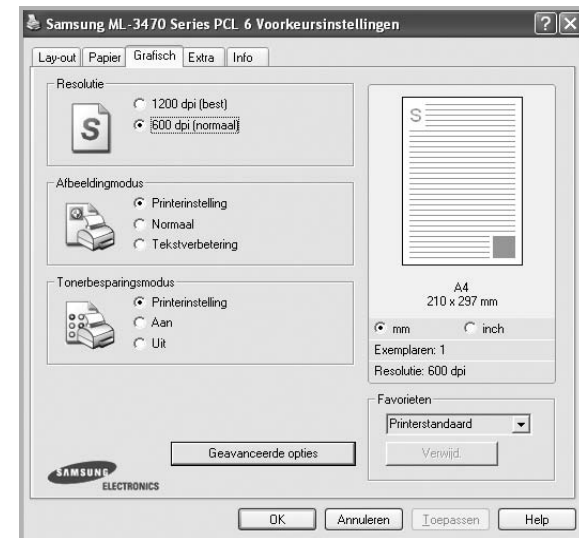 Samsung ML-3470 Series PCL 6 Voorkeursinstellingen
Lay-out Papier Grafisch Extra Info
Resolutie
S
1200 dpi (best)
600 dpi (normaal)
Afbeeldingmodus
Printerinstelling
Normaal
Tekstverbetering
Tonerbesparingsmodus
Printerinstelling
Aan
Uit
Geavanceerde opties
SAMSUNG
ELECTRONICS
S
A4
210 x 297 mm
mm inch
Exemplaren: 1
Resolutie: 600 dpi
Favorieten
Printerstandaard
Verwijd.
OK Annuleren Toepassen Help